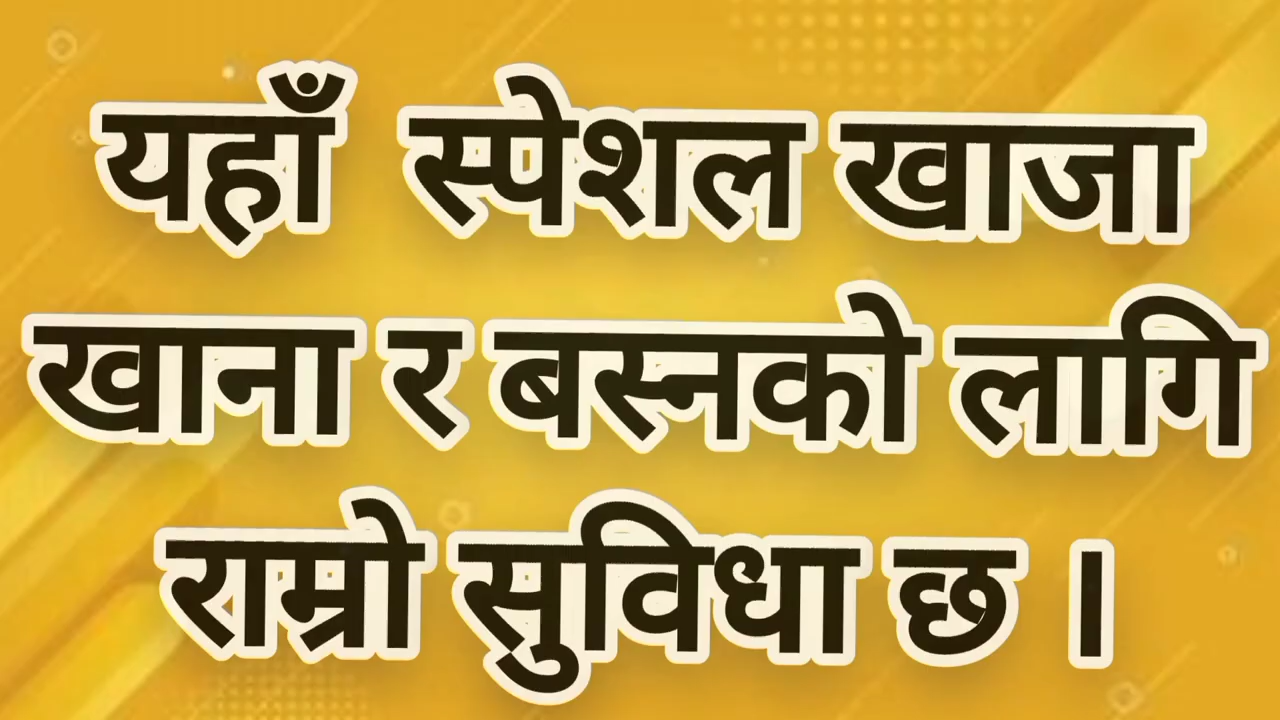 यहाँ स्पेशल खाजा
खाना र बस्नको लागि
राम्रो सुविधा छ ।